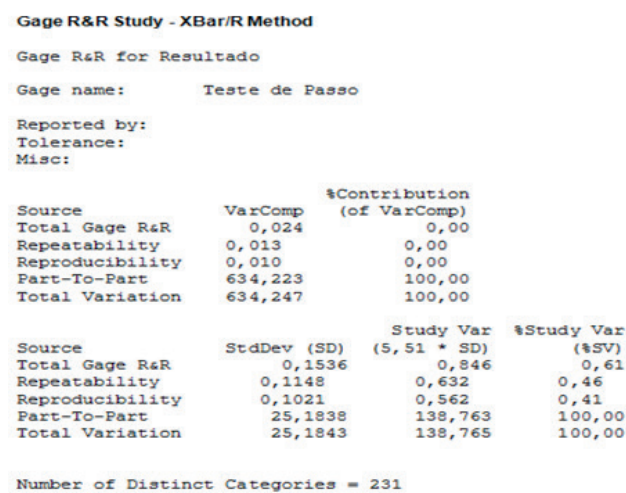 Gage R&R Study - XBar/R Method
Gage R&R for Resultado
Gage name: Teste de Passo
Reported by:
Tolerance:
Misc:
%Contribution
Source VarComp (of VarComp)
Total Gage R&R 0,024 0,00
Repeatability 0,013 0,00
Reproducibility 0,010 0,00
Part-To-Part 634,223 100,00
Total Variation 634,247 100,00
Study Var %Study Var
Source StdDev (SD) (5,51 * SD) (%SV)
Total Gage R&R 0,1536 0,846 0,61
Repeatability 0,1148 0,632 0,46
Reproducibility 0,1021 0,562 0,41
Part-To-Part 25,1838 138,763 100,00
Total Variation 25,1843 138,765 100,00
Number of Distinct Categories = 231